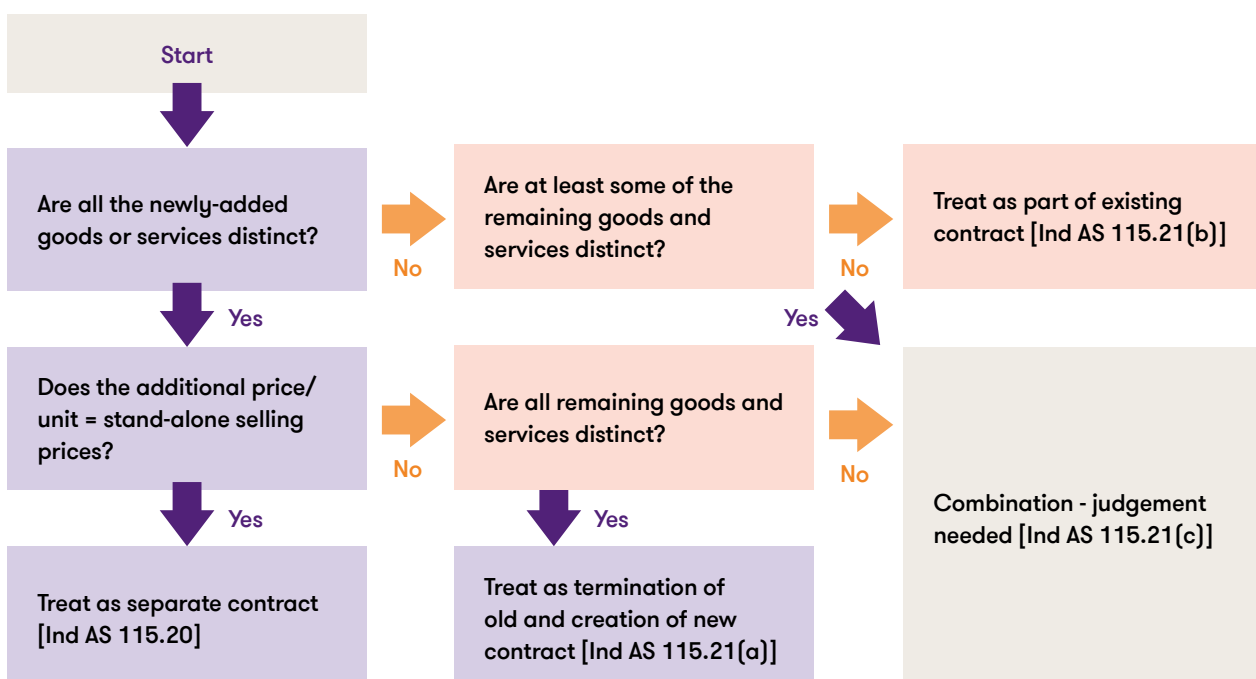 Start
Are all the newly-added
goods or services distinct?
No
Are at least some of the
remaining goods and
services distinct?
No
Treat as part of existing
contract [Ind AS 115.21(b)]
Yes
Yes
Does the additional price/
unit = stand-alone selling
prices?
No
Are all remaining goods and
services distinct?
No
Combination - judgement
needed [Ind AS 115.21(c)]
Yes
Yes
Treat as separate contract
[Ind AS 115.20]
Treat as termination of
old and creation of new
contract [Ind AS 115.21(a)]